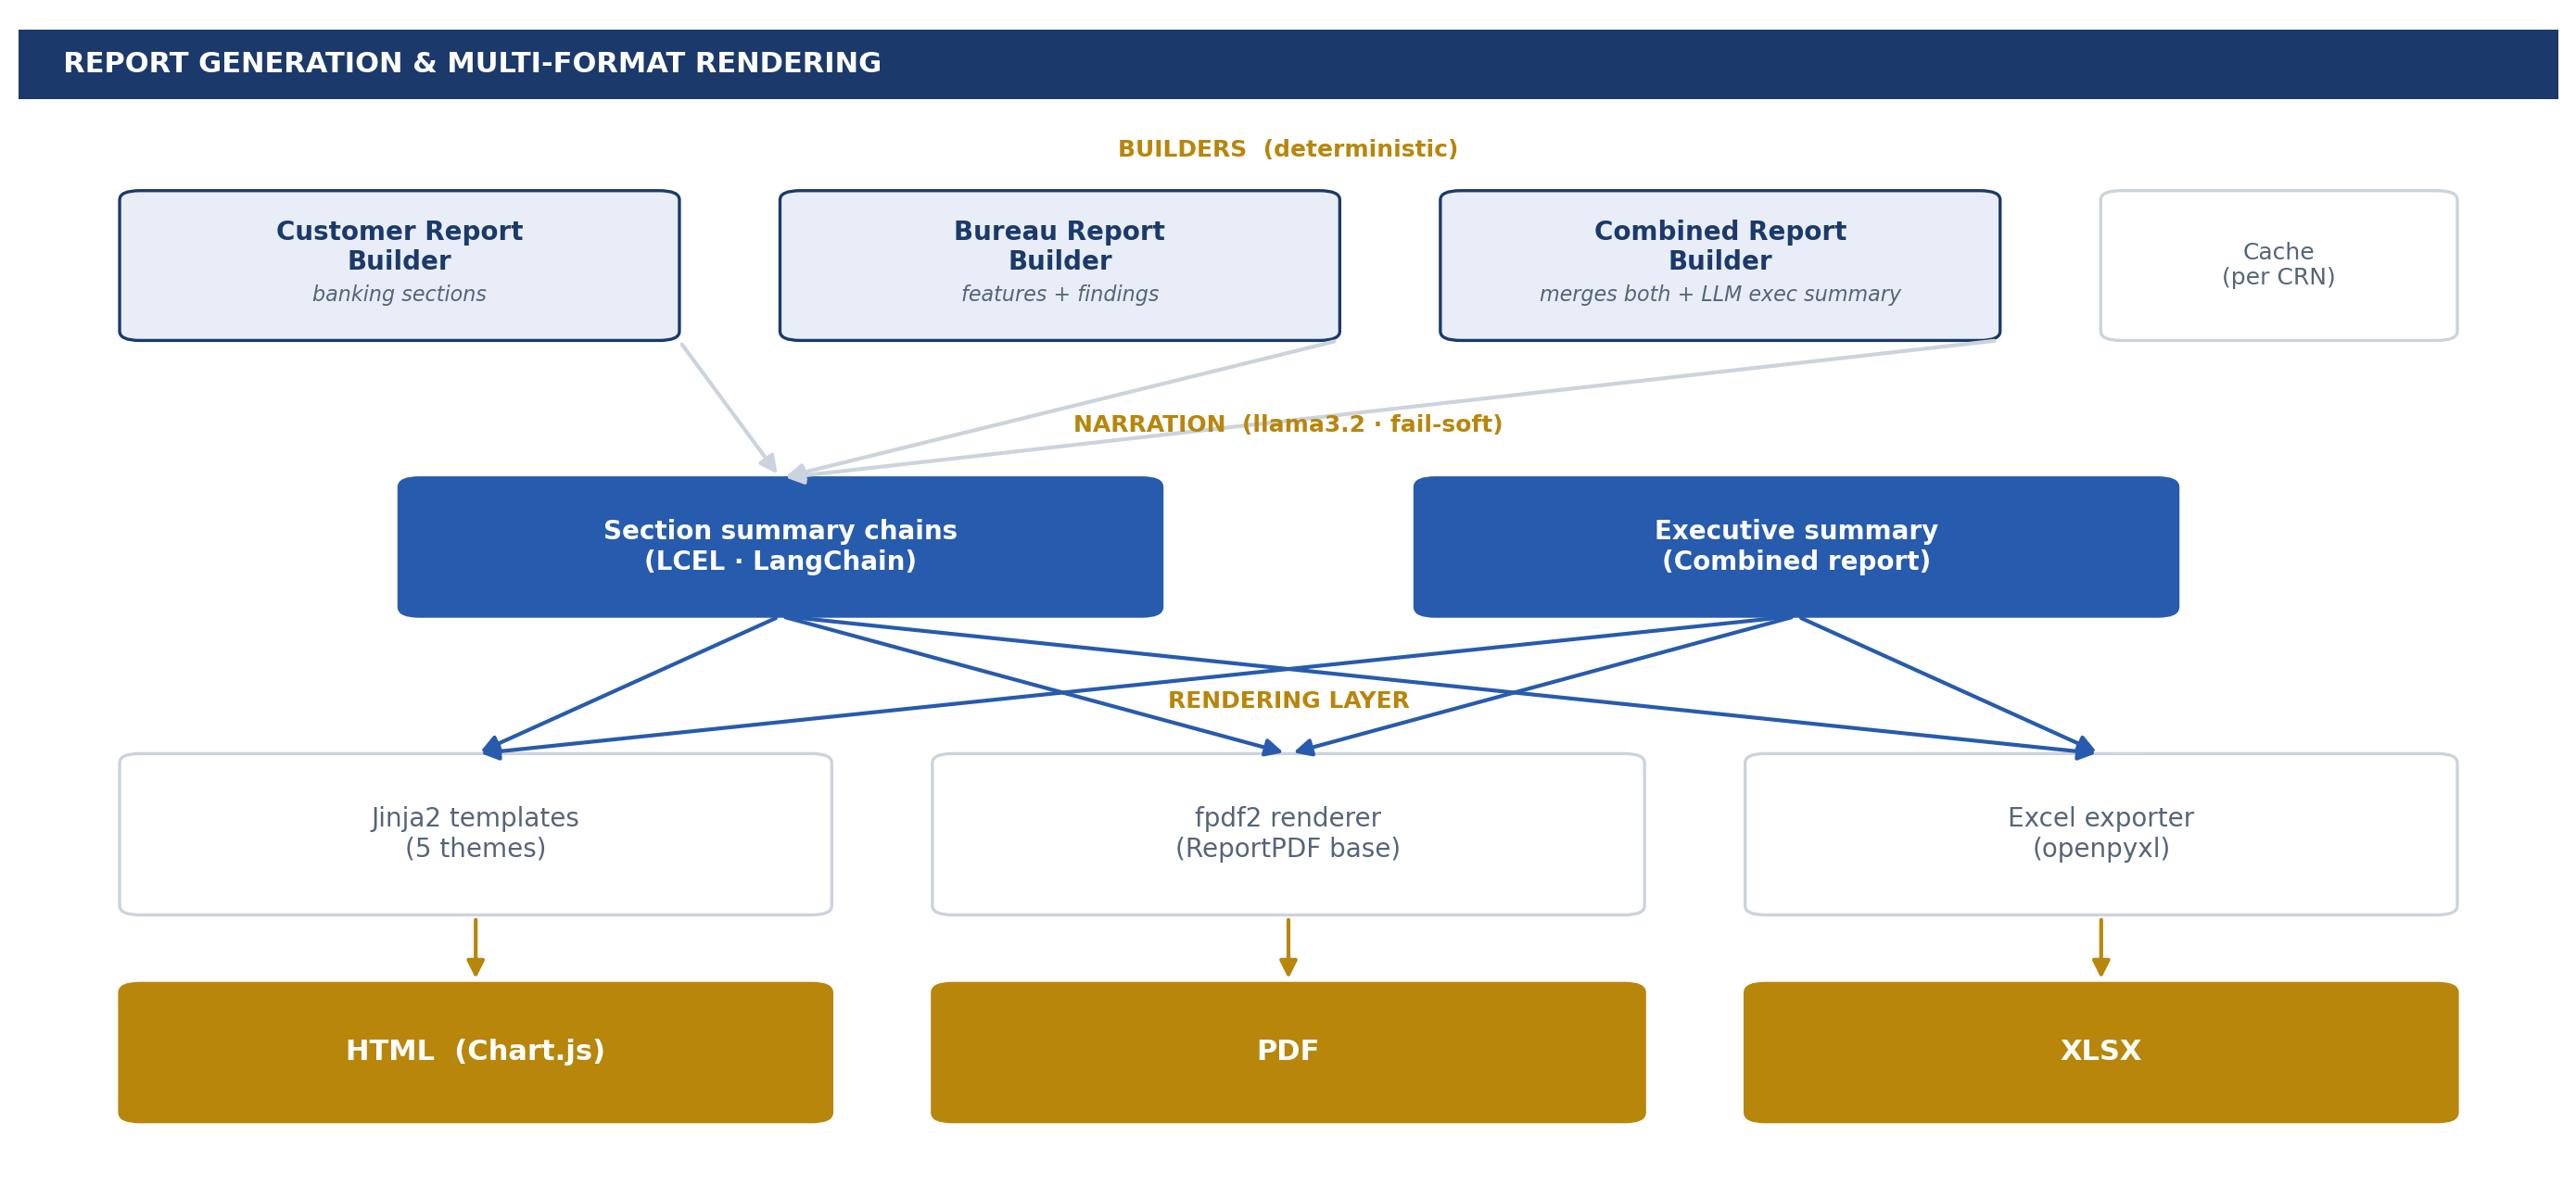 REPORT GENERATION & MULTI-FORMAT RENDERING
BUILDERS (deterministic)
Customer Report
Builder
banking sections
Bureau Report
Builder
features + findings
Combined Report
Builder
merges both + LLM exec summary
Cache
(per CRN)
NARRATION (llama3.2 · fail-soft)
Section summary chains
(LCEL · LangChain)
Executive summary
(Combined report)
RENDERING LAYER
Jinja2 templates
(5 themes)
fpdf2 renderer
(ReportPDF base)
Excel exporter
(openpyxl)
HTML (Chart.js)
PDF
XLSX